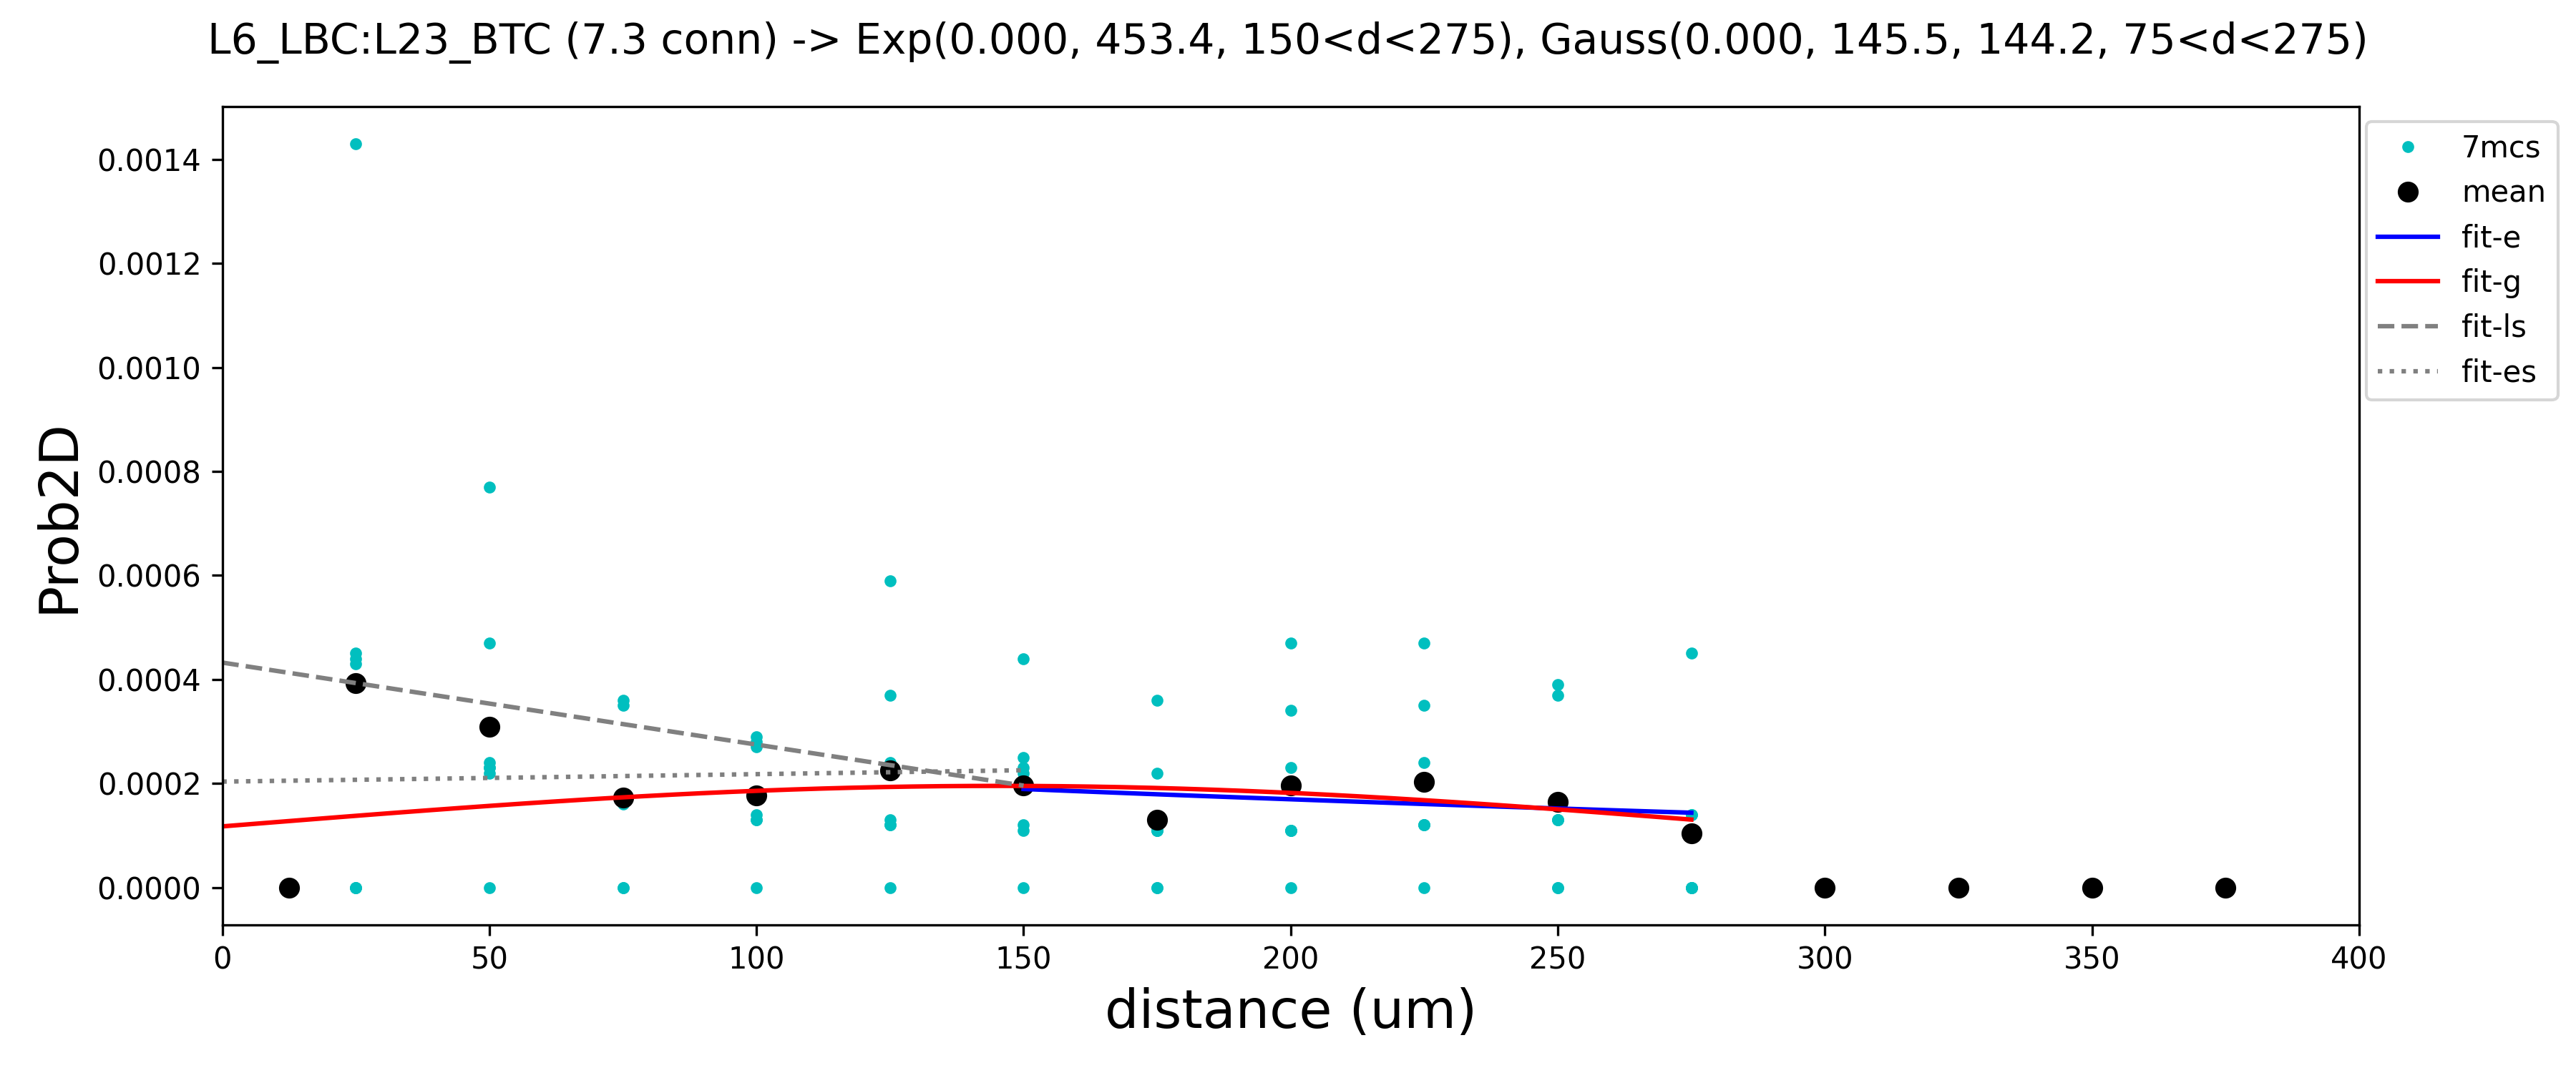 L6_LBC:L23_BTC (7.3 conn) -> Exp(0.000, 453.4, 150<d<275), Gauss(0.000, 145.5, 144.2, 75<d<275)
0.0014
0.0012
0.0010
0.0008
0.0006
0.0004
0.0002
0.0000
Prob2D
0 50 100 150 200 250 300 350 400
distance (um)
7mcs
mean
fit-e
fit-g
fit-ls
fit-es